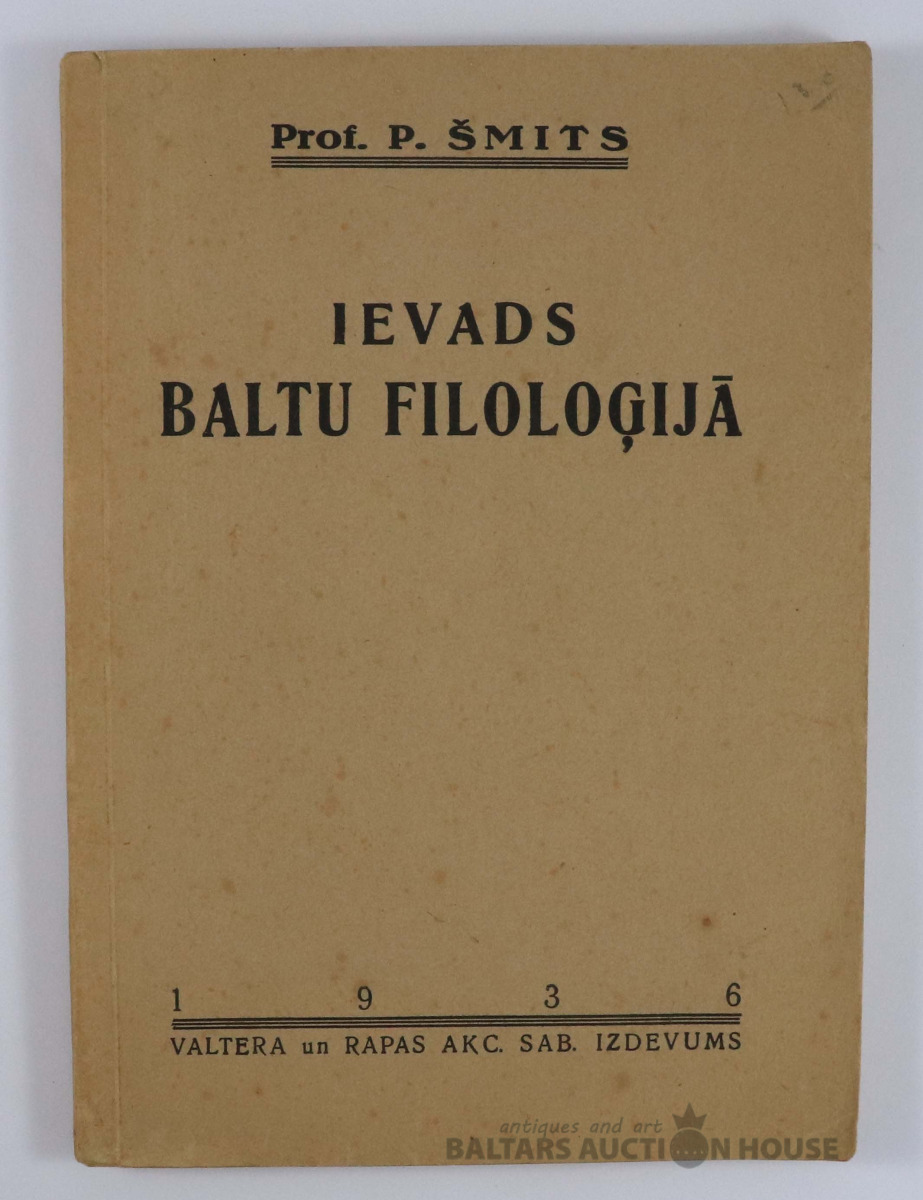 Prof. P. ŠMITS
IEVADS
BALTU FILOLOĢIJĀ
1 9 3 6
VALTERA un RAPAS AKC. SAB. IZDEVUMS
antiques and art
BALTARS AUCTION HOUSE